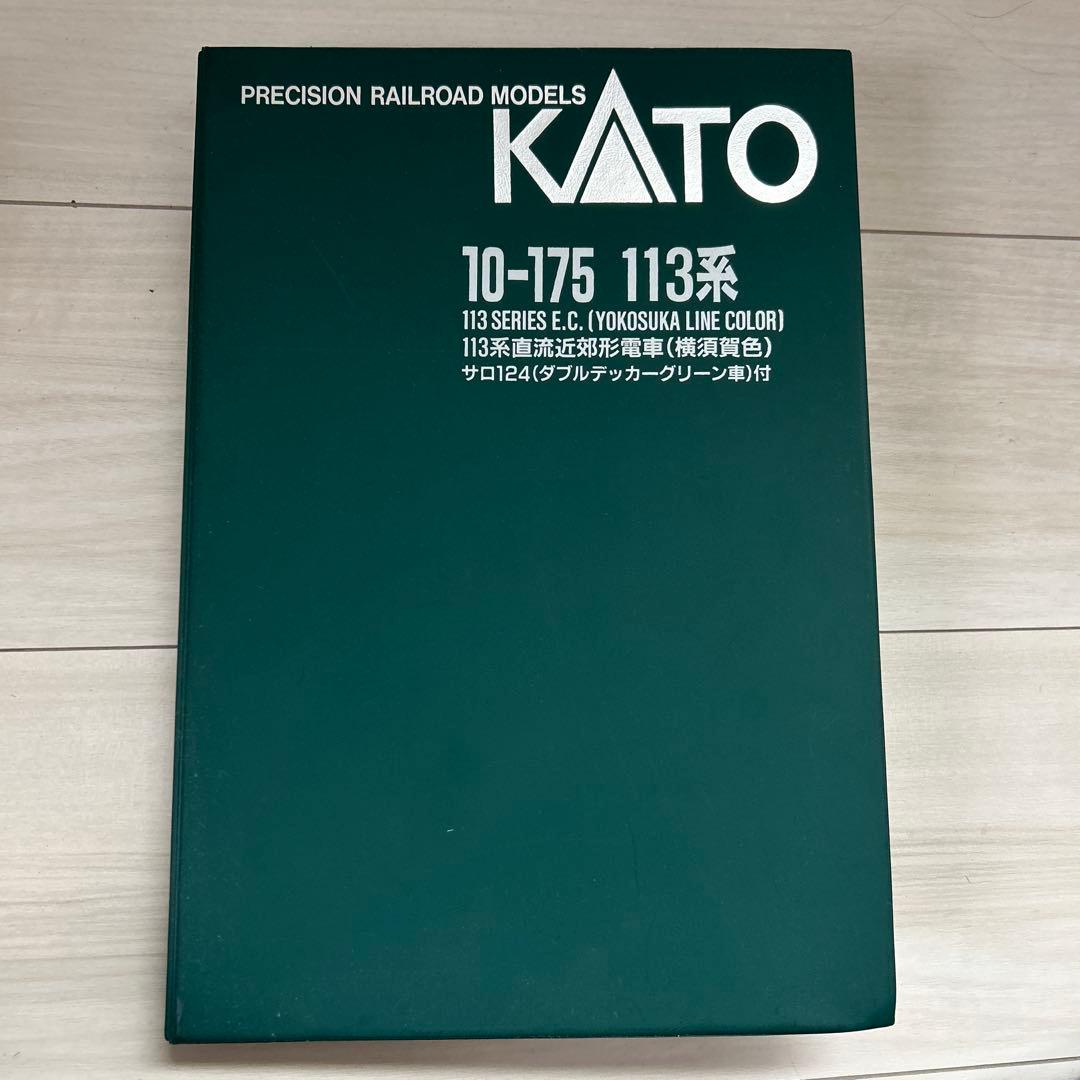 PRECISION RAILROAD MODELS
KATO
10-175 113系
113 SERIES E.C. (YOKOSUKA LINE COLOR)
113系直流近郊形電車(横須賀色)
サロ124(ダブルデッカーグリーン車)付